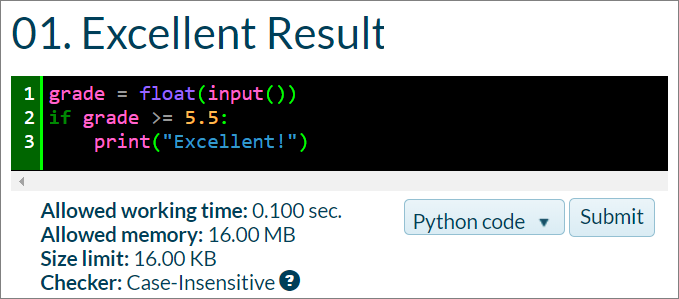 01. Excellent Result
1 grade = float(input())
2 if grade >= 5.5:
3     print("Excellent!")
Allowed working time: 0.100 sec.
Allowed memory: 16.00 MB
Size limit: 16.00 KB
Checker: Case-Insensitive ?
Python code ▼ Submit